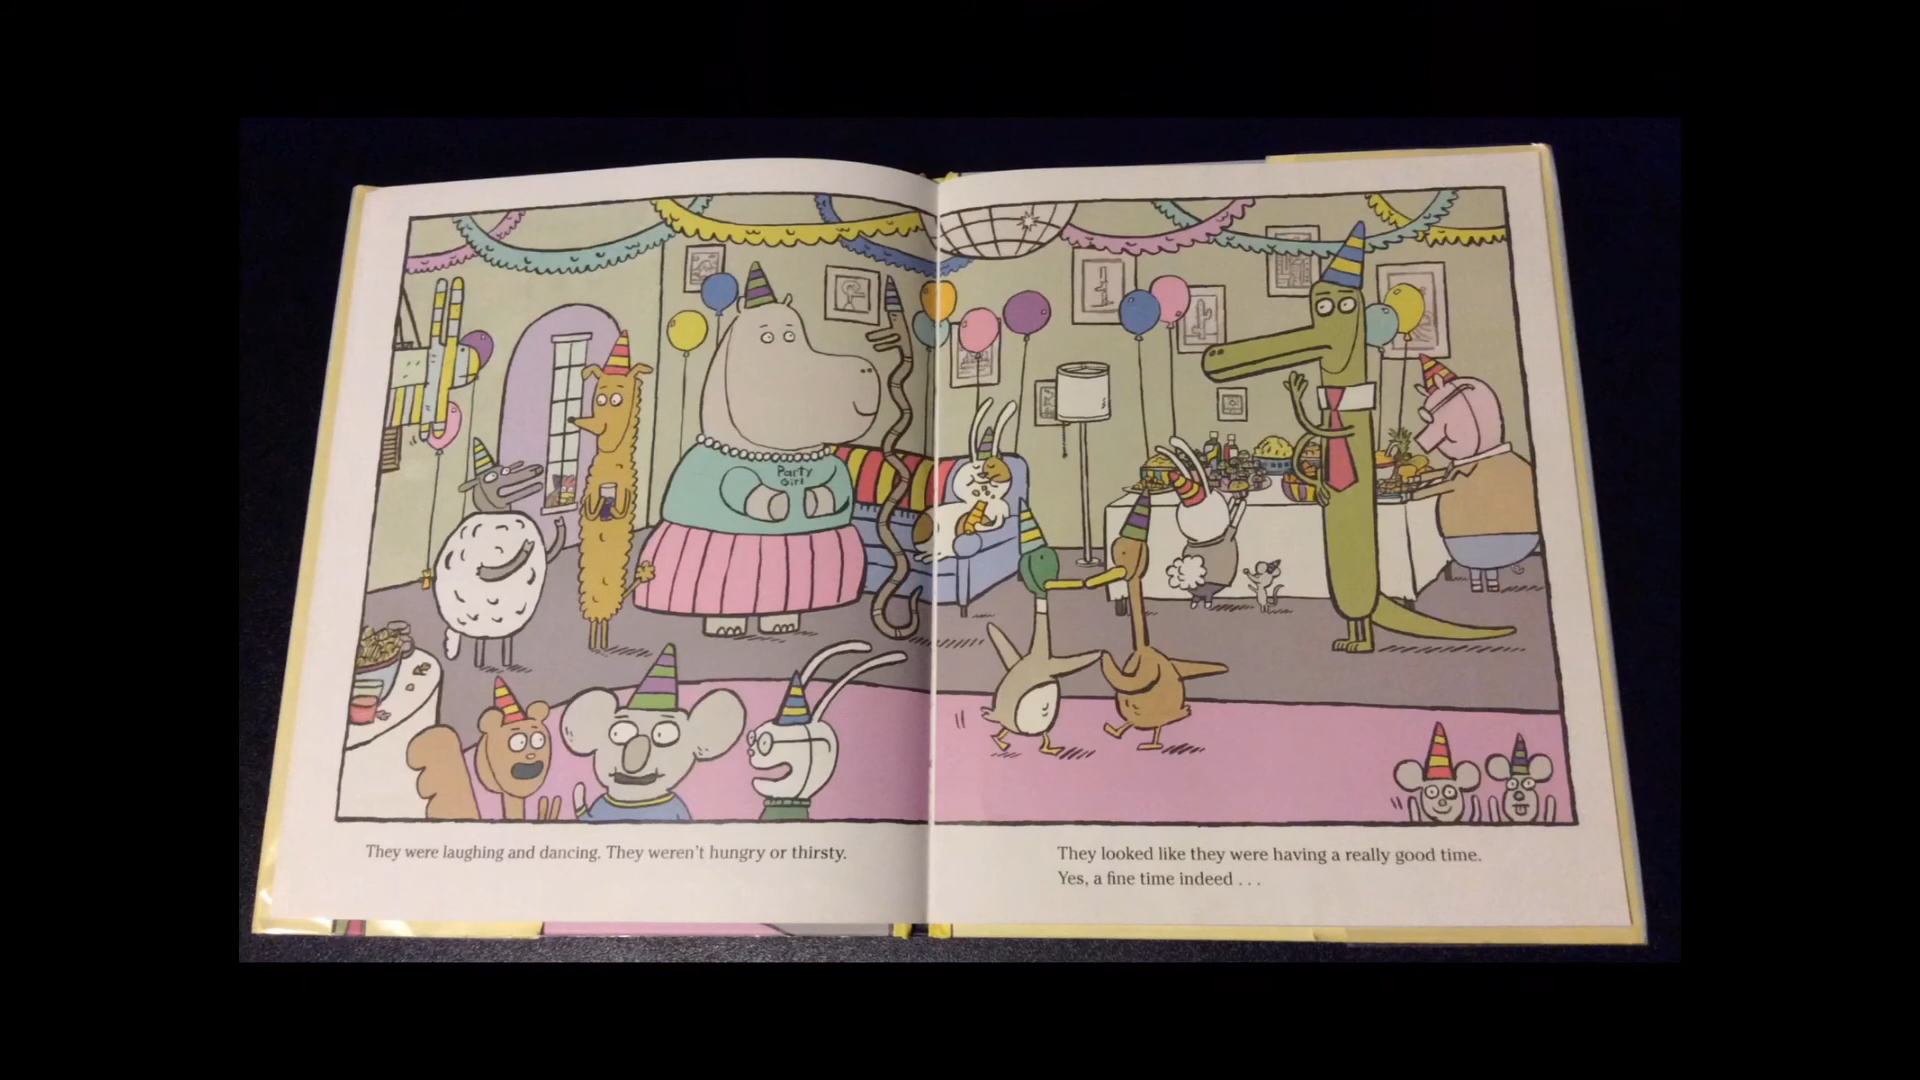 Party
Girl
They were laughing and dancing. They weren't hungry or thirsty.
They looked like they were having a really good time.
Yes, a fine time indeed . . .